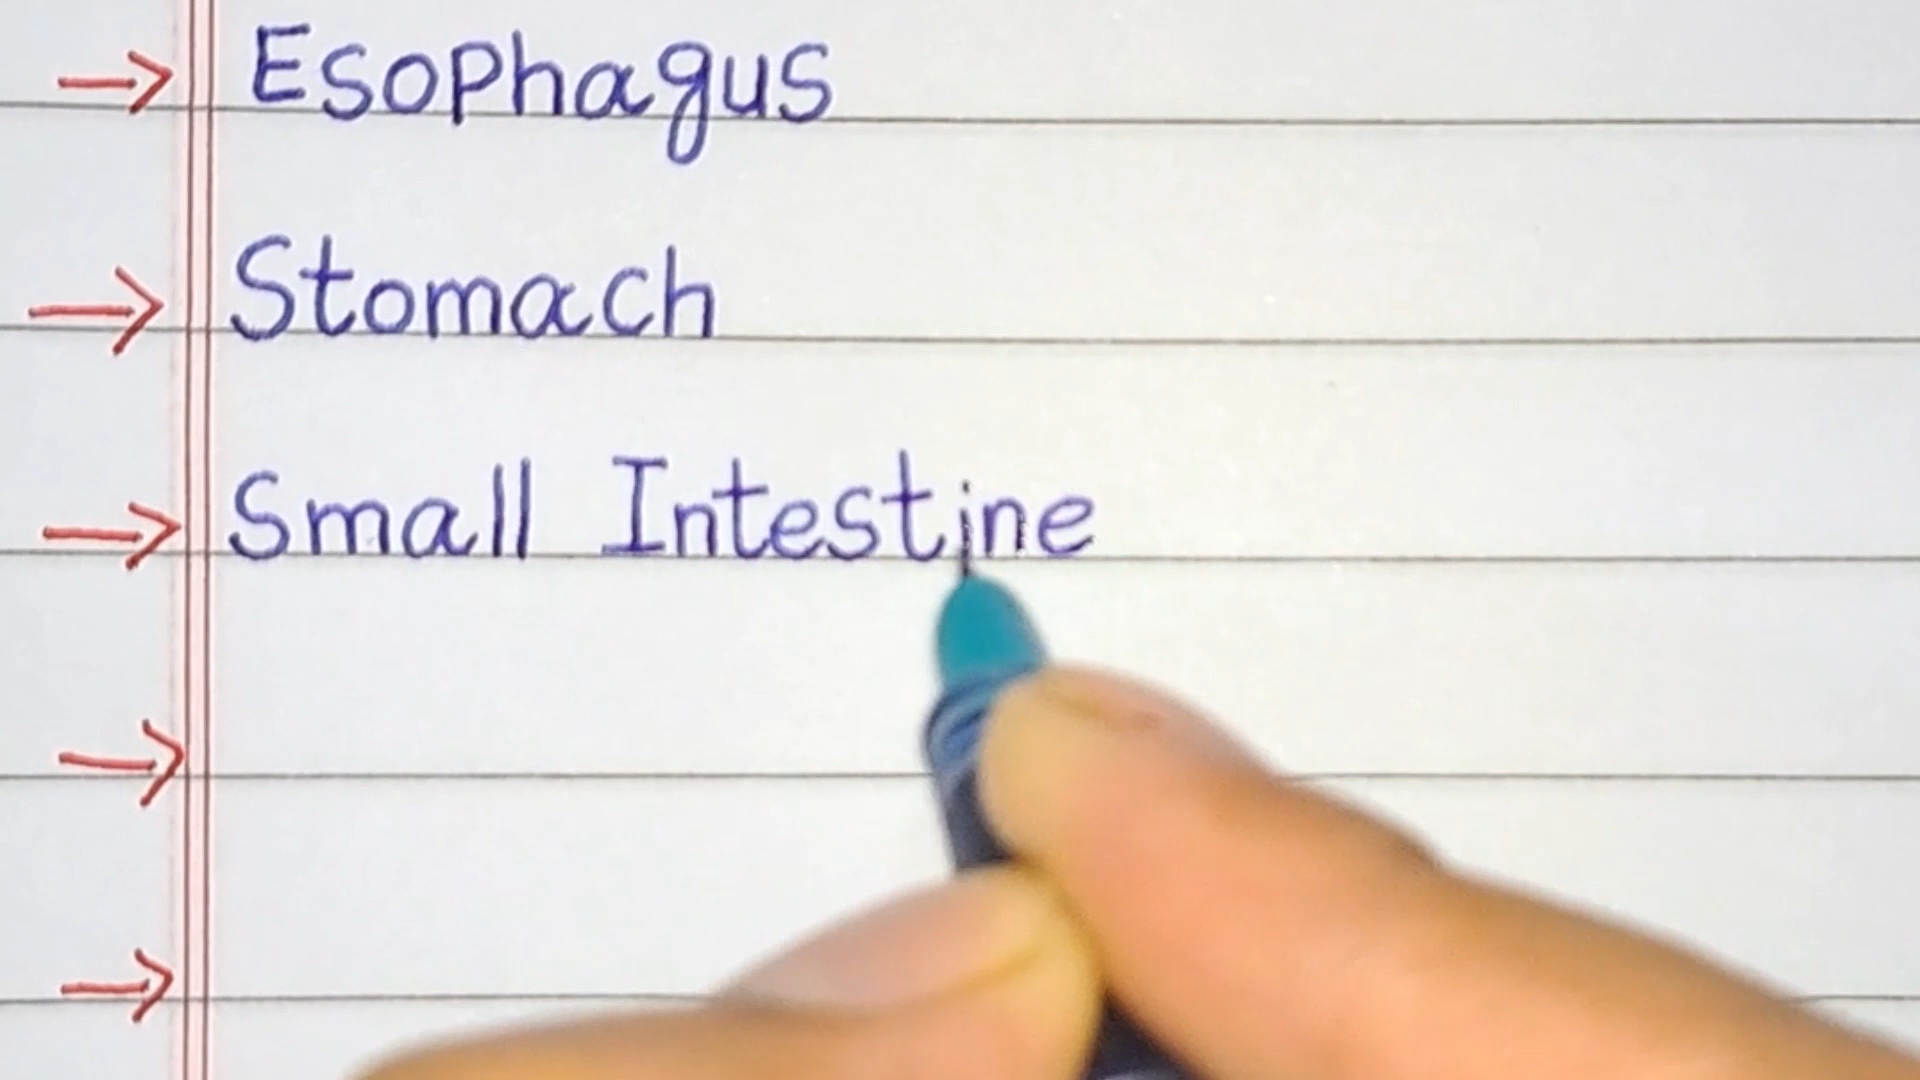 → Esophagus
→ Stomach
→ Small Intestine
→
→